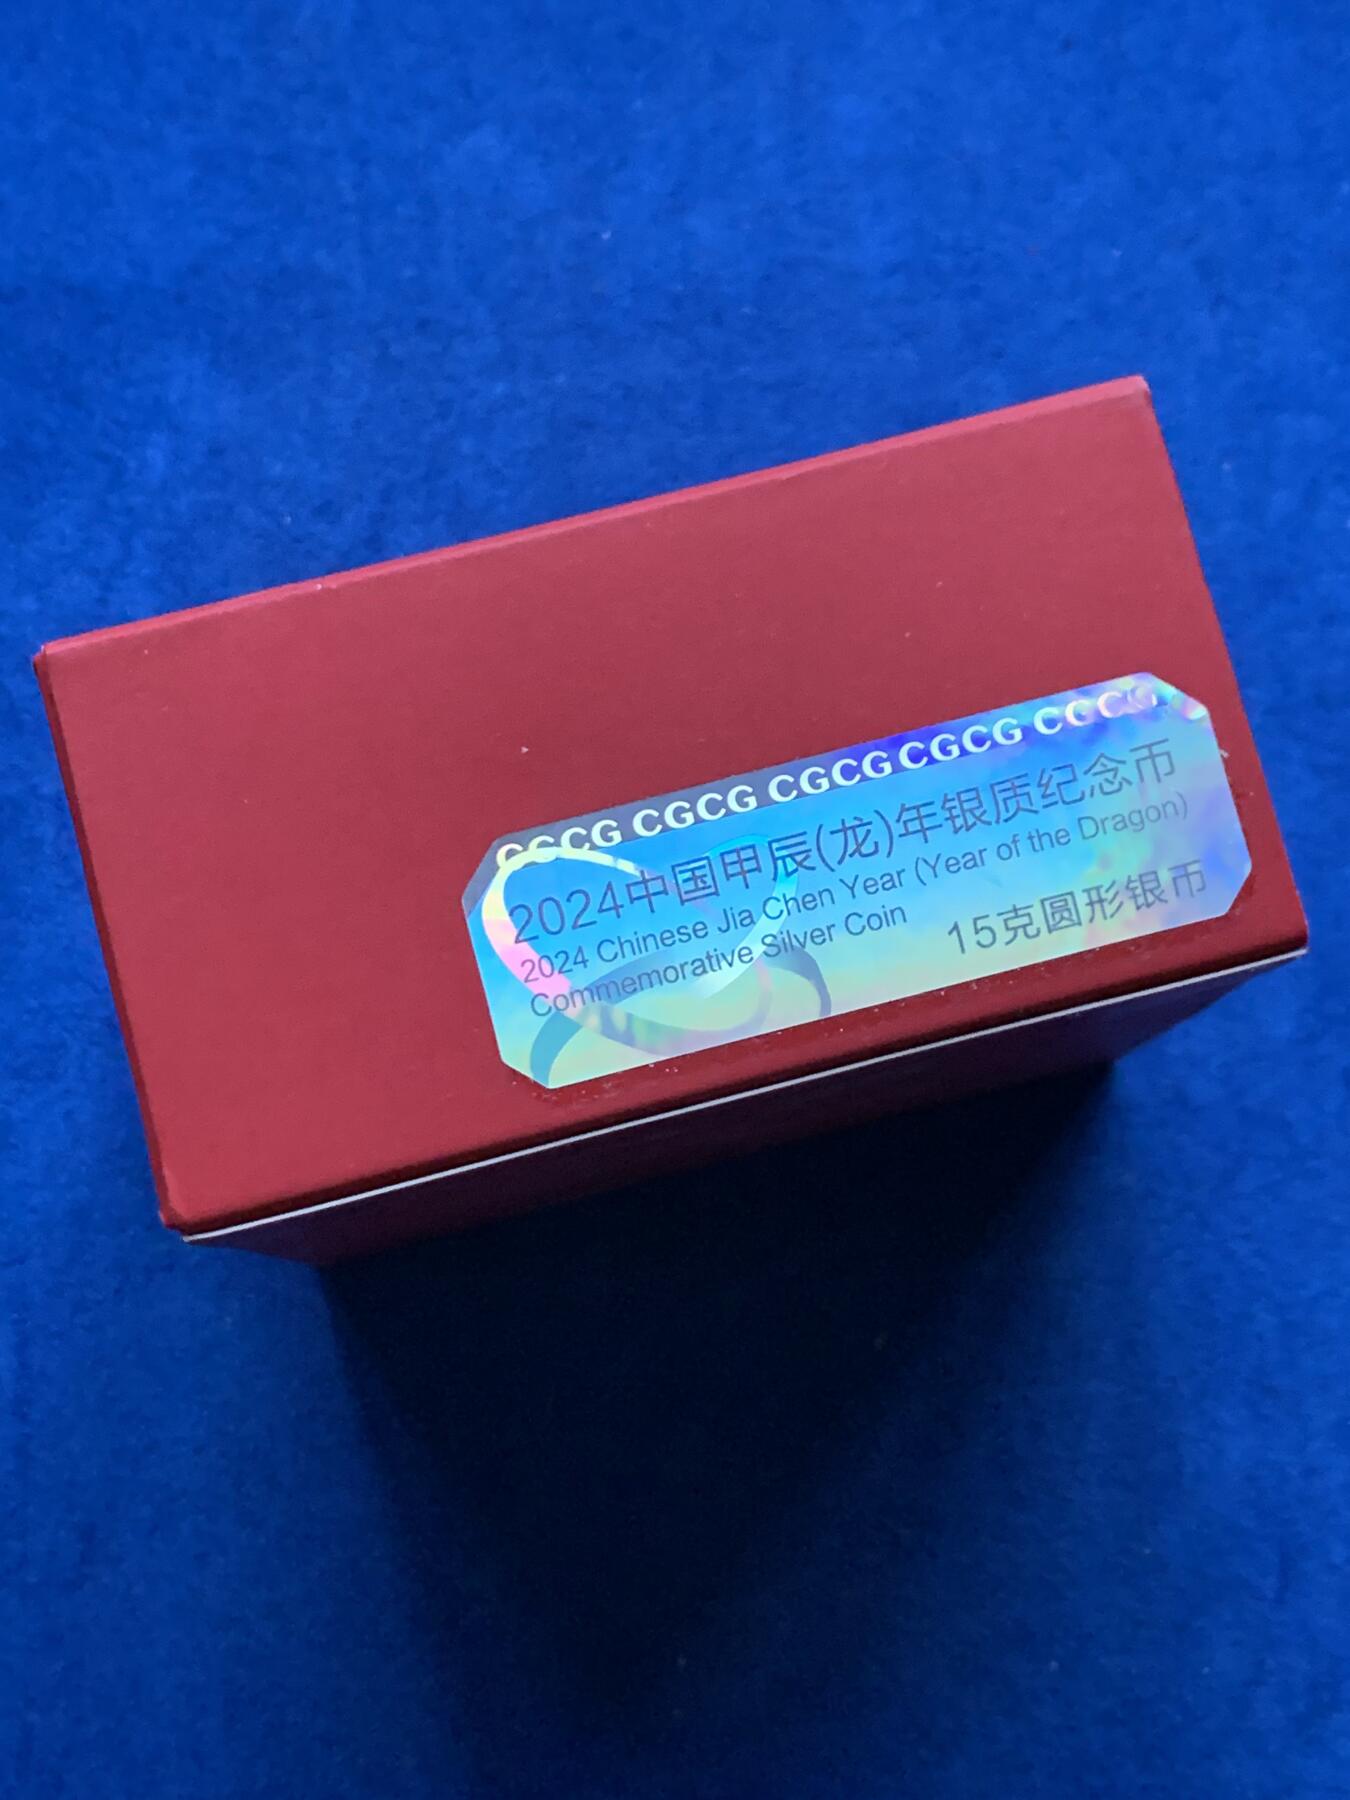 CGCG CGCG CGCG CGCG CGCG
2024中国甲辰(龙)年银质纪念币
2024 Chinese Jia Chen Year (Year of the Dragon)
Commemorative Silver Coin
15克圆形银币